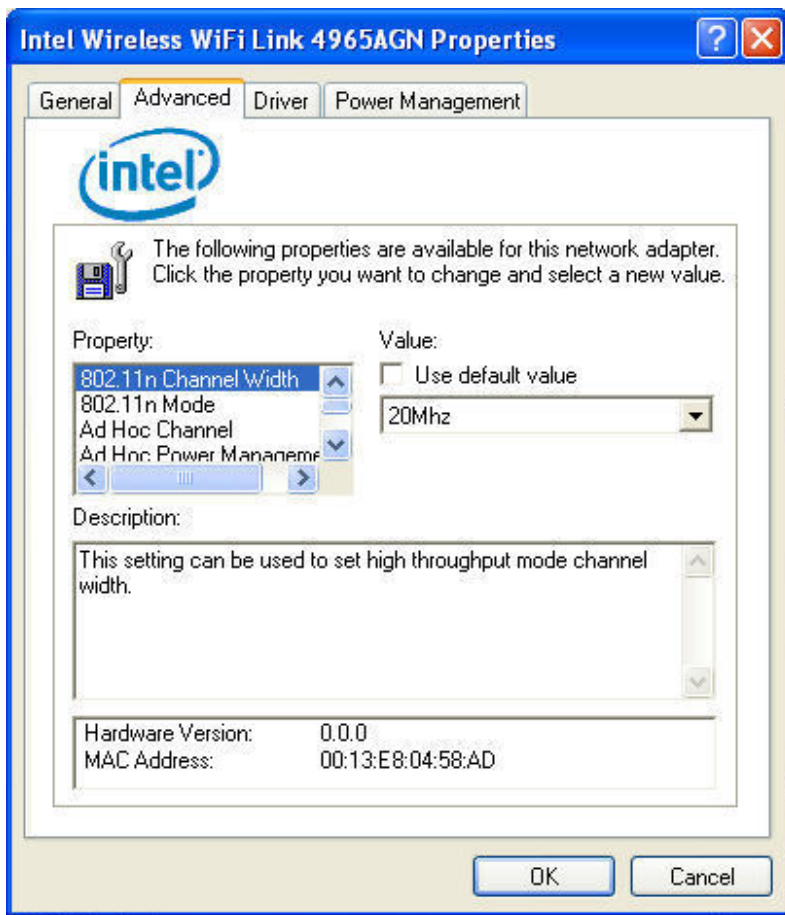 Intel Wireless WiFi Link 4965AGN Properties
General Advanced Driver Power Management
intel
The following properties are available for this network adapter.
Click the property you want to change and select a new value.
Property:
802.11n Channel Width
802.11n Mode
Ad Hoc Channel
Ad Hoc Power Manageme
Value:
Use default value
20Mhz
Description:
This setting can be used to set high throughput mode channel
width.
Hardware Version: 0.0.0
MAC Address: 00:13:E8:04:58:AD
OK Cancel